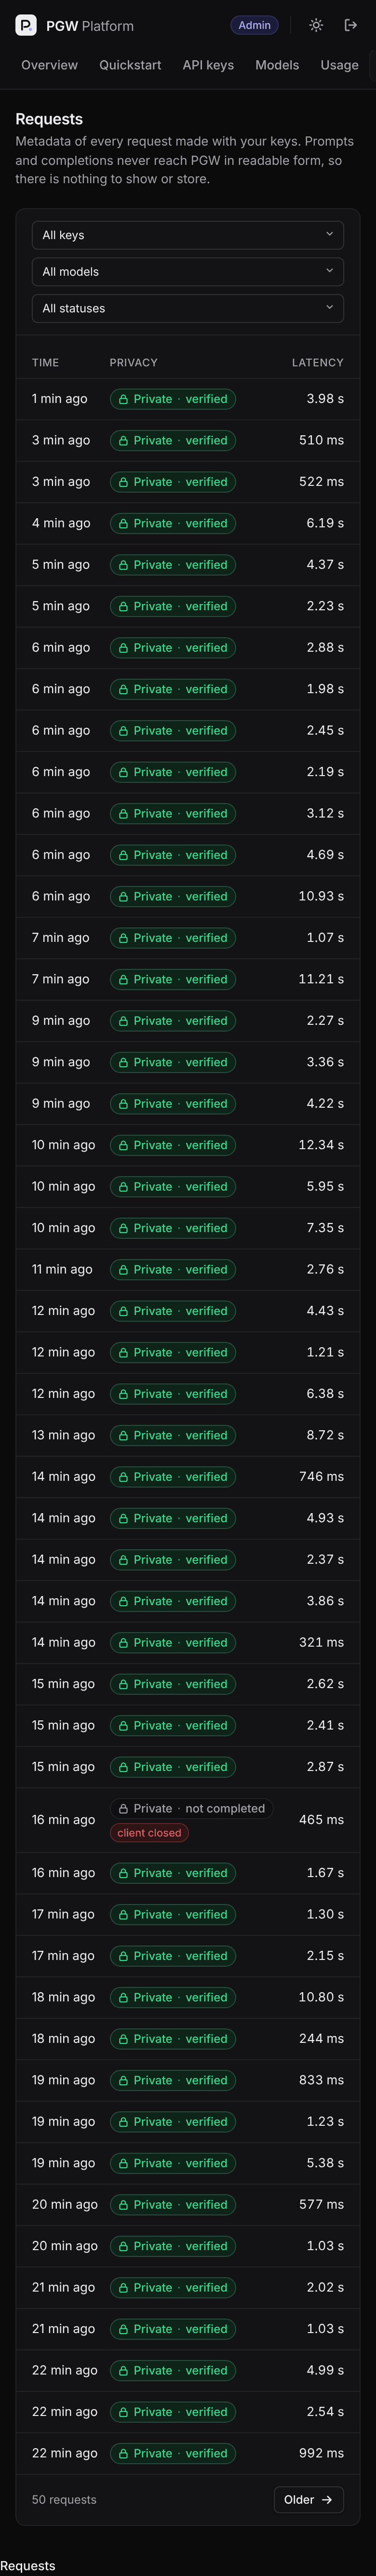 P. PGW Platform Admin
Overview Quickstart API keys Models Usage
Requests
Metadata of every request made with your keys. Prompts
and completions never reach PGW in readable form, so
there is nothing to show or store.
All keys
All models
All statuses
TIME PRIVACY LATENCY
1 min ago Private · verified 3.98 s
3 min ago Private · verified 510 ms
3 min ago Private · verified 522 ms
4 min ago Private · verified 6.19 s
5 min ago Private · verified 4.37 s
5 min ago Private · verified 2.23 s
6 min ago Private · verified 2.88 s
6 min ago Private · verified 1.98 s
6 min ago Private · verified 2.45 s
6 min ago Private · verified 2.19 s
6 min ago Private · verified 3.12 s
6 min ago Private · verified 4.69 s
6 min ago Private · verified 10.93 s
7 min ago Private · verified 1.07 s
7 min ago Private · verified 11.21 s
9 min ago Private · verified 2.27 s
9 min ago Private · verified 3.36 s
9 min ago Private · verified 4.22 s
10 min ago Private · verified 12.34 s
10 min ago Private · verified 5.95 s
10 min ago Private · verified 7.35 s
11 min ago Private · verified 2.76 s
12 min ago Private · verified 4.43 s
12 min ago Private · verified 1.21 s
12 min ago Private · verified 6.38 s
13 min ago Private · verified 8.72 s
14 min ago Private · verified 746 ms
14 min ago Private · verified 4.93 s
14 min ago Private · verified 2.37 s
14 min ago Private · verified 3.86 s
14 min ago Private · verified 321 ms
15 min ago Private · verified 2.62 s
15 min ago Private · verified 2.41 s
15 min ago Private · verified 2.87 s
16 min ago Private · not completed 465 ms
client closed
16 min ago Private · verified 1.67 s
17 min ago Private · verified 1.30 s
17 min ago Private · verified 2.15 s
18 min ago Private · verified 10.80 s
18 min ago Private · verified 244 ms
19 min ago Private · verified 833 ms
19 min ago Private · verified 1.23 s
19 min ago Private · verified 5.38 s
20 min ago Private · verified 577 ms
20 min ago Private · verified 1.03 s
21 min ago Private · verified 2.02 s
21 min ago Private · verified 1.03 s
22 min ago Private · verified 4.99 s
22 min ago Private · verified 2.54 s
22 min ago Private · verified 992 ms
50 requests Older →
Requests